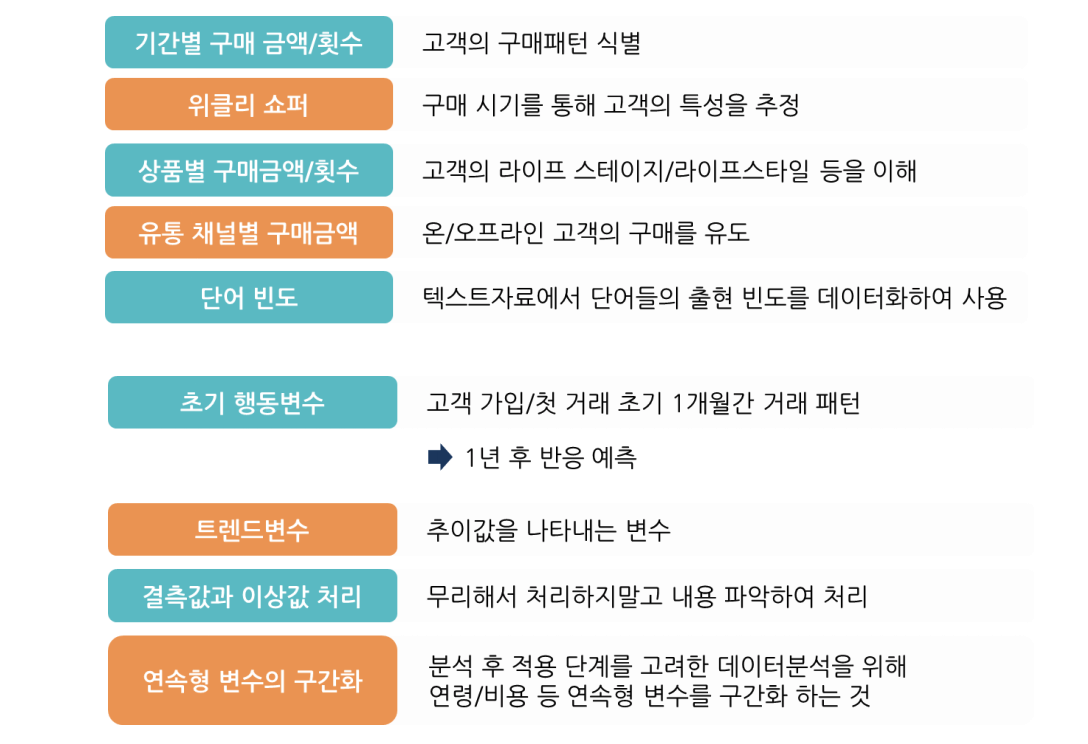 기간별 구매 금액/횟수 고객의 구매패턴 식별
위클리 쇼퍼 구매 시기를 통해 고객의 특성을 추정
상품별 구매금액/횟수 고객의 라이프 스테이지/라이프스타일 등을 이해
유통 채널별 구매금액 온/오프라인 고객의 구매를 유도
단어 빈도 텍스트자료에서 단어들의 출현 빈도를 데이터화하여 사용
초기 행동변수 고객 가입/첫 거래 초기 1개월간 거래 패턴
➡ 1년 후 반응 예측
트렌드변수 추이값을 나타내는 변수
결측값과 이상값 처리 무리해서 처리하지말고 내용 파악하여 처리
연속형 변수의 구간화 분석 후 적용 단계를 고려한 데이터분석을 위해
연령/비용 등 연속형 변수를 구간화 하는 것